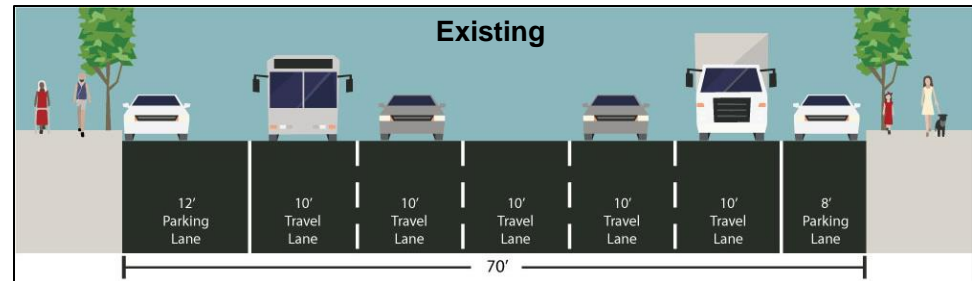 Existing
12'
Parking
Lane
10'
Travel
Lane
10'
Travel
Lane
10'
Travel
Lane
10'
Travel
Lane
10'
Travel
Lane
8'
Parking
Lane
70'